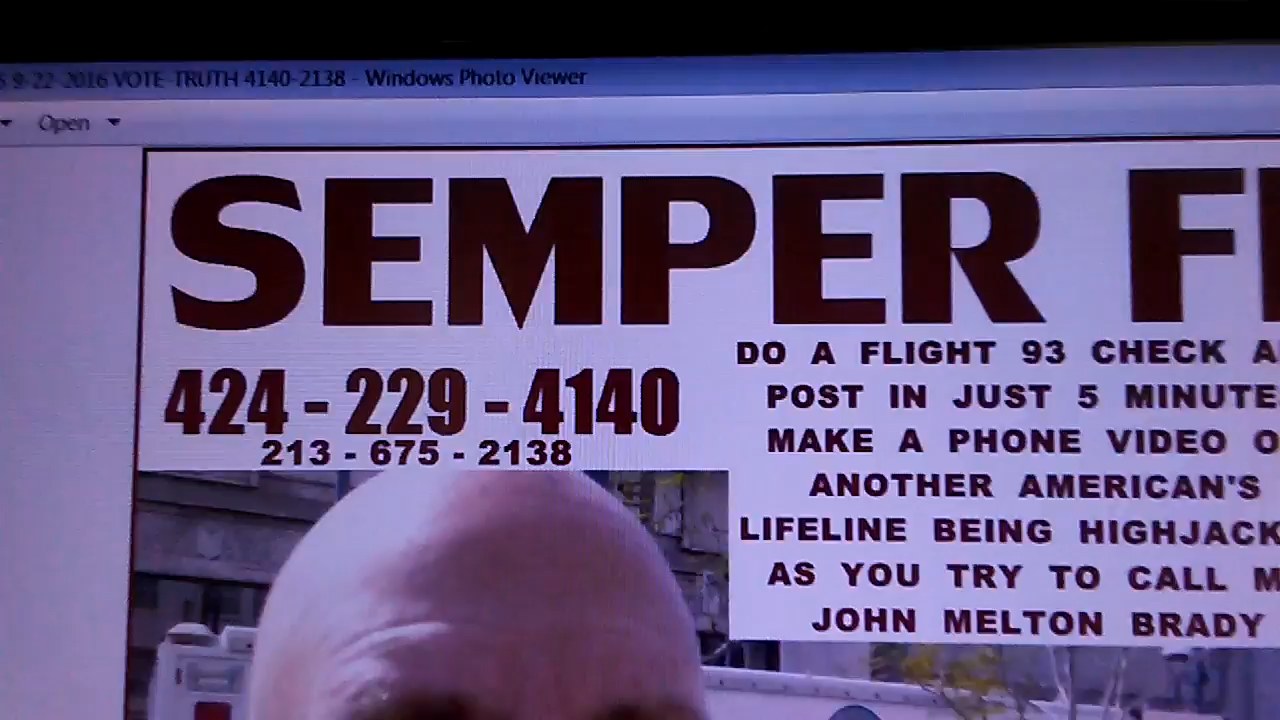 9-22-2016 VOTE-TRUTH 4140-2138 - Windows Photo Viewer
Open
SEMPER
424 - 229 - 4140
213 - 675 - 2138
DO A FLIGHT 93 CHECK
POST IN JUST 5
MAKE A PHONE VIDEO
ANOTHER AMERICAN'S
LIFELINE BEING
AS YOU TRY TO CALL
JOHN MELTON BRADY